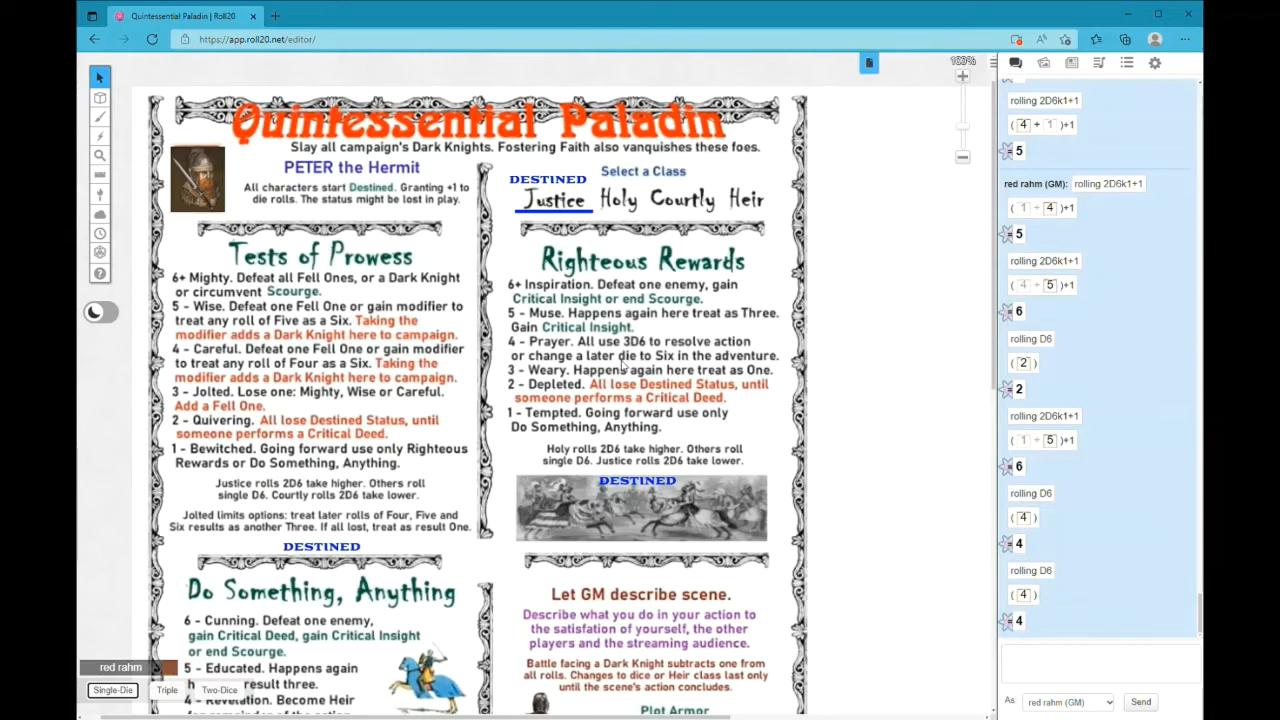 Quintessential Paladin | Roll20
https://app.roll20.net/editor/
100%
Quintessential Paladin
Slay all campaign's Dark Knights. Fostering Faith also vanquishes these foes.
PETER the Hermit
All characters start Destined. Granting +1 to
die rolls. The status might be lost in play.
Select a Class
DESTINED
Justice Holy Courtly Heir
Tests of Prowess
6+ Mighty. Defeat all Fell Ones, or a Dark Knight
or circumvent Scourge.
5 - Wise. Defeat one Fell One or gain modifier to
treat any roll of Five as a Six. Taking the
modifier adds a Dark Knight here to campaign.
4 - Careful. Defeat one Fell One or gain modifier
to treat any roll of Four as a Six. Taking the
modifier adds a Dark Knight here to campaign.
3 - Jolted. Lose one: Mighty, Wise or Careful.
Add a Fell One.
2 - Quivering. All lose Destined Status, until
someone performs a Critical Deed.
1 - Bewitched. Going forward use only Righteous
Rewards or Do Something, Anything.
Justice rolls 2D6 take higher. Others roll
single D6. Courtly rolls 2D6 take lower.
Jolted limits options: treat later rolls of Four, Five and
Six results as another Three. If all lost, treat as result One.
DESTINED
Righteous Rewards
6+ Inspiration. Defeat one enemy, gain
Critical Insight or end Scourge.
5 - Muse. Happens again here treat as Three.
Gain Critical Insight.
4 - Prayer. All use 3D6 to resolve action
or change a later die to Six in the adventure.
3 - Weary. Happens again here treat as One.
2 - Depleted. All lose Destined Status, until
someone performs a Critical Deed.
1 - Tempted. Going forward use only
Do Something, Anything.
Holy rolls 2D6 take higher. Others roll
single D6. Justice rolls 2D6 take lower.
DESTINED
Do Something, Anything
6 - Cunning. Defeat one enemy,
gain Critical Deed, gain Critical Insight
or end Scourge.
5 - Educated. Happens again
result three.
4 - Revelation. Become Heir
Let GM describe scene.
Describe what you do in your action to
the satisfaction of yourself, the other
players and the streaming audience.
Battle facing a Dark Knight subtracts one from
all rolls. Changes to dice or Heir class last only
until the scene's action concludes.
Plot Armor
red rahm
Single-Die Triple Two-Dice
rolling 2D6k1+1
(4 + 1)+1
= 5
red rahm (GM): rolling 2D6k1+1
(1 + 4)+1
= 5
rolling 2D6k1+1
(4 + 5)+1
= 6
rolling D6
(2)
= 2
rolling 2D6k1+1
(1 + 5)+1
= 6
rolling D6
(4)
= 4
rolling D6
(4)
= 4
As: red rahm (GM) Send